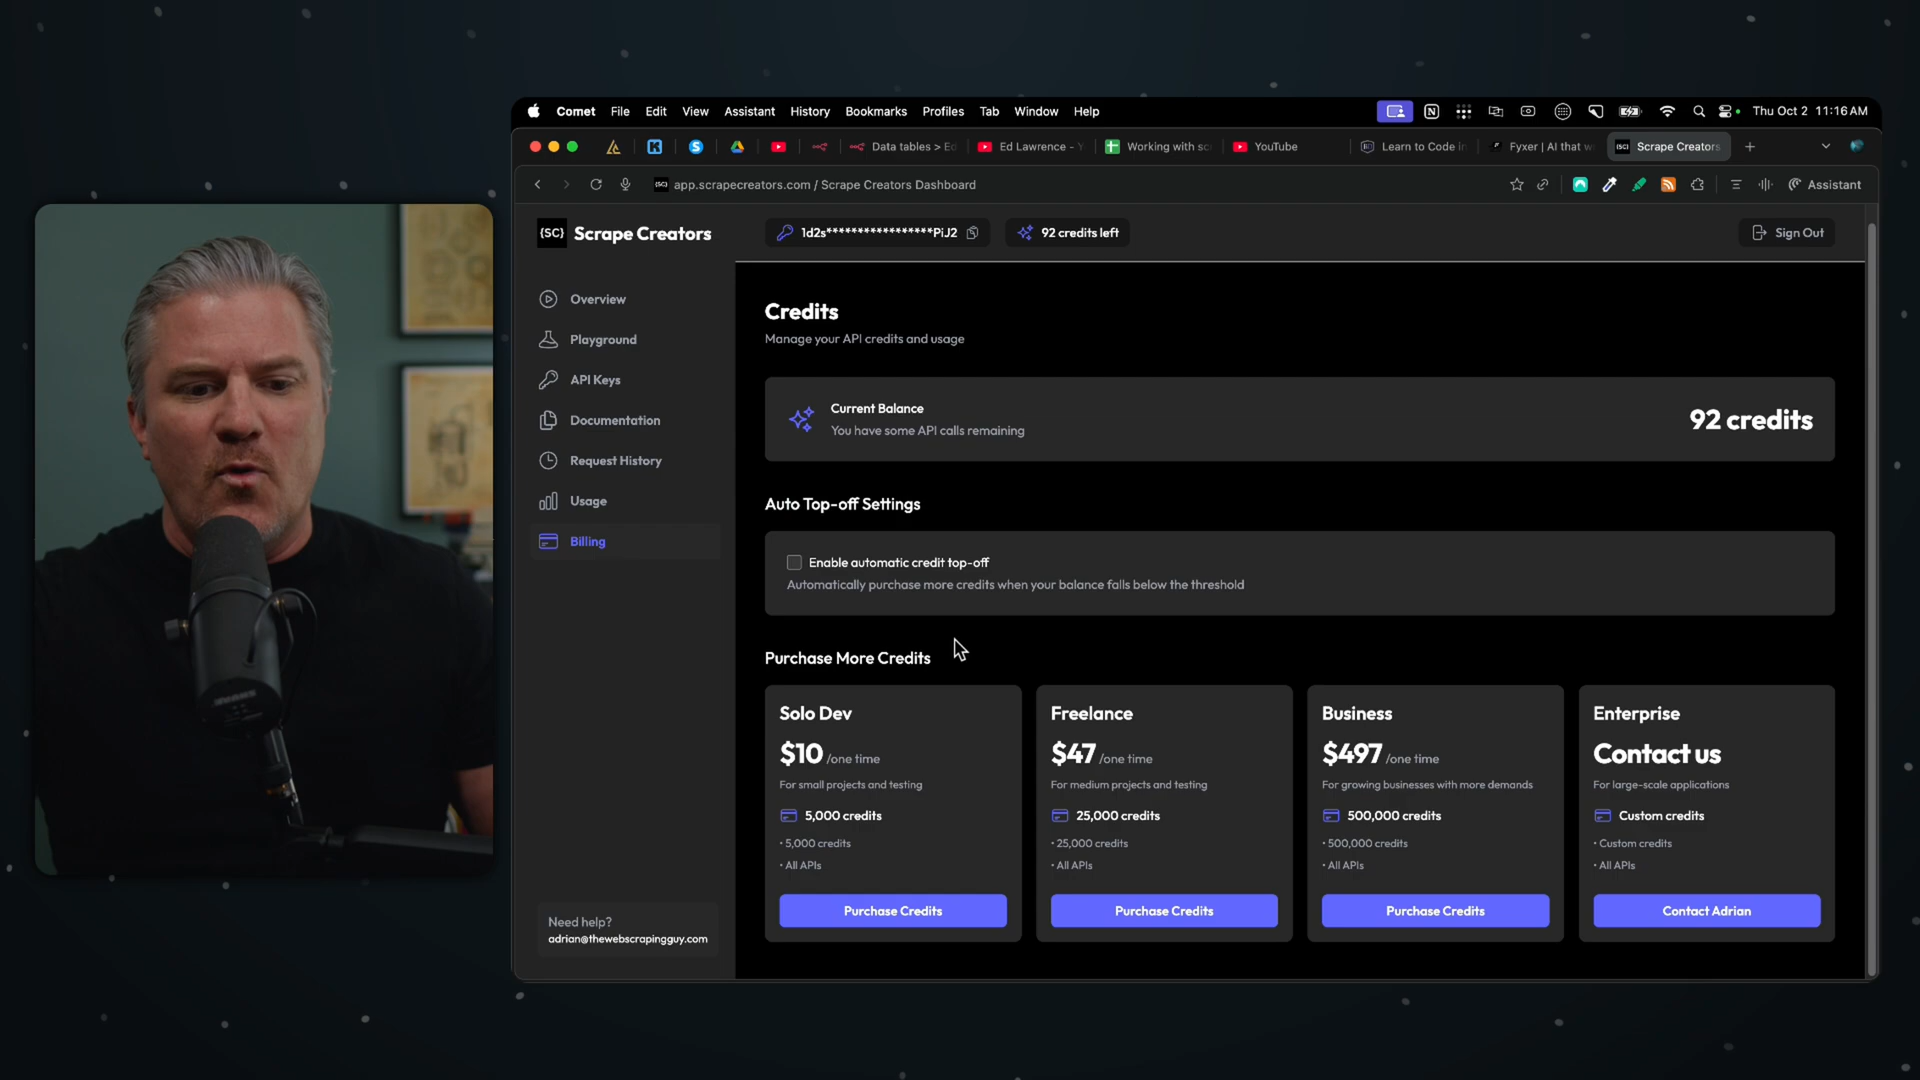 Comet File Edit View Assistant History Bookmarks Profiles Tab Window Help
Thu Oct 2 11:16 AM
Data tables > Ed
Ed Lawrence - Y
Working with sc
YouTube
Learn to Code in
Fyxer | AI that w
{SC} Scrape Creators
app.scrapecreators.com / Scrape Creators Dashboard
Assistant
{SC} Scrape Creators
1d2s*****************PiJ2
92 credits left
Sign Out
Overview
Playground
API Keys
Documentation
Request History
Usage
Billing
Need help?
adrian@thewebscrapingguy.com
Credits
Manage your API credits and usage
Current Balance
You have some API calls remaining
92 credits
Auto Top-off Settings
Enable automatic credit top-off
Automatically purchase more credits when your balance falls below the threshold
Purchase More Credits
Solo Dev
$10 /one time
For small projects and testing
5,000 credits
• 5,000 credits
• All APIs
Purchase Credits
Freelance
$47 /one time
For medium projects and testing
25,000 credits
• 25,000 credits
• All APIs
Purchase Credits
Business
$497 /one time
For growing businesses with more demands
500,000 credits
• 500,000 credits
• All APIs
Purchase Credits
Enterprise
Contact us
For large-scale applications
Custom credits
• Custom credits
• All APIs
Contact Adrian